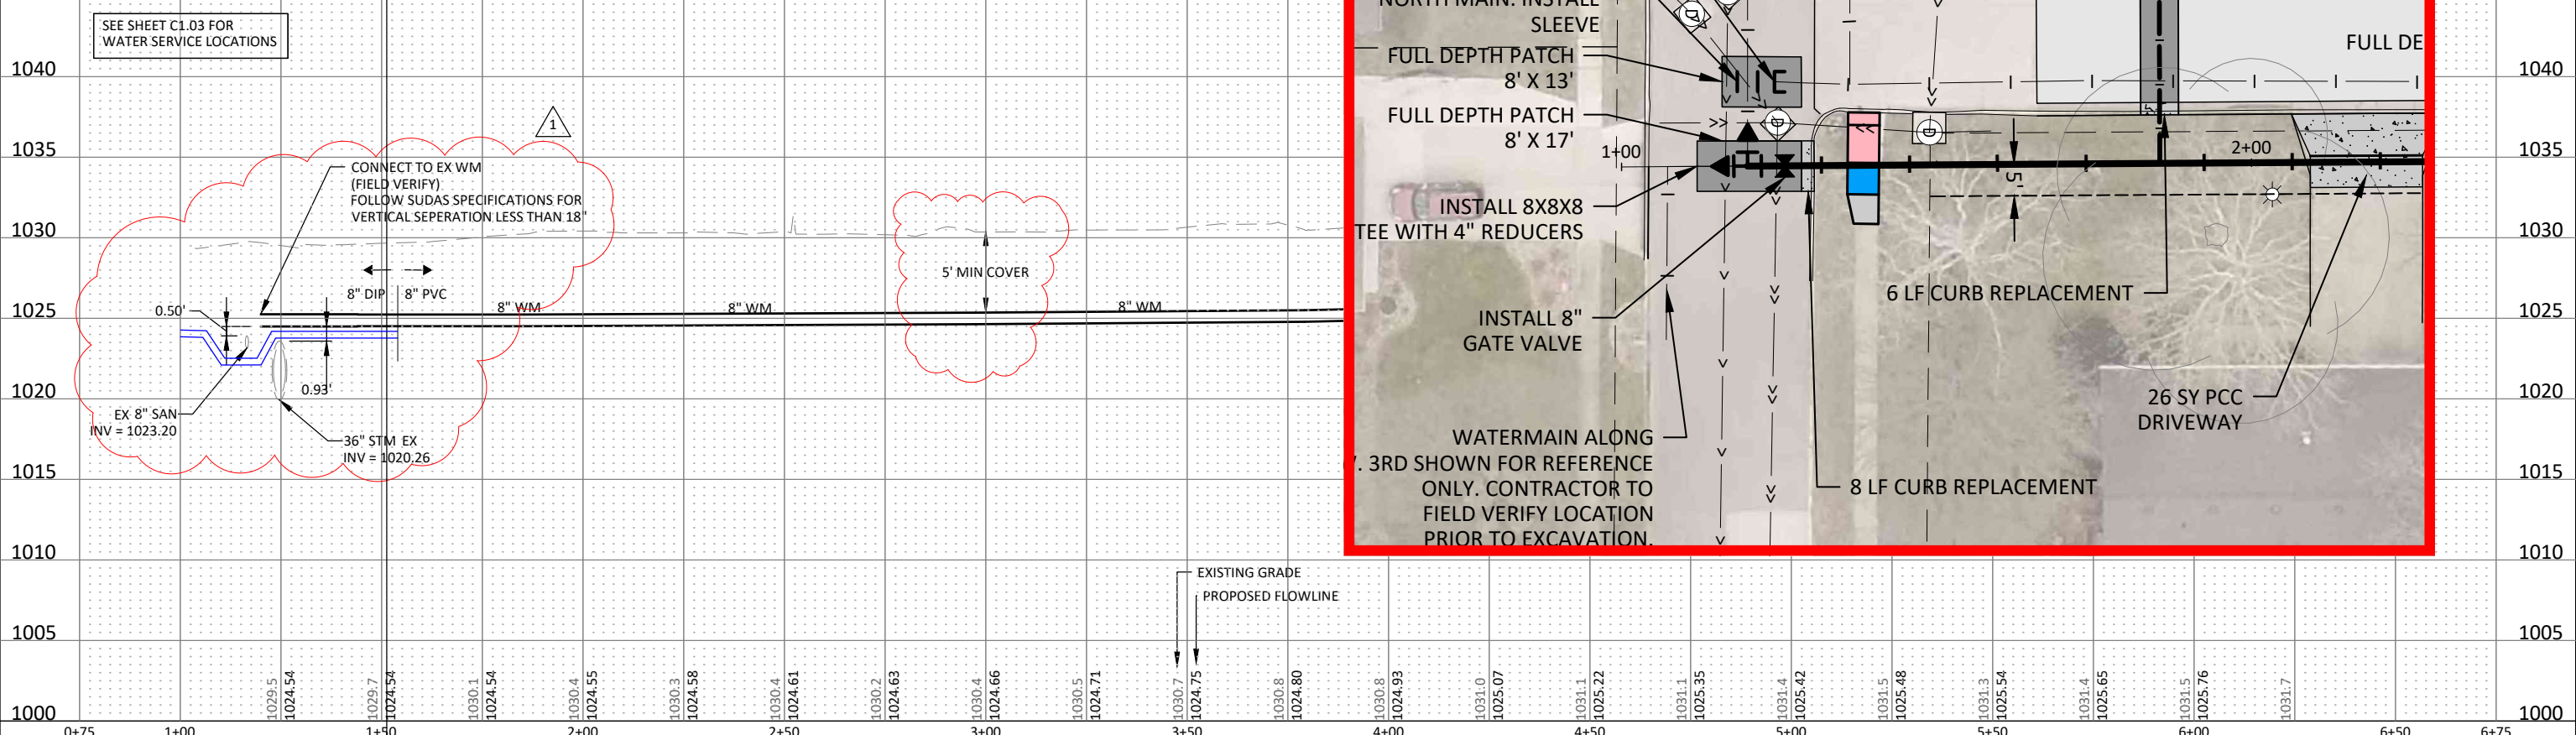 SEE SHEET C1.03 FOR
WATER SERVICE LOCATIONS
1040
1035
1030
1025
1020
1015
1010
1005
1000
1
CONNECT TO EX WM
(FIELD VERIFY)
FOLLOW SUDAS SPECIFICATIONS FOR
VERTICAL SEPERATION LESS THAN 18"
8" DIP
8" PVC
0.50'
8" WM
8" WM
8" WM
5' MIN COVER
0.93'
EX 8" SAN
INV = 1023.20
36" STM EX
INV = 1020.26
EXISTING GRADE
PROPOSED FLOWLINE
NORTH MAIN. INSTALL
SLEEVE
FULL DEPTH PATCH
8' X 13'
FULL DEPTH PATCH
8' X 17'
1+00
INSTALL 8X8X8
TEE WITH 4" REDUCERS
INSTALL 8"
GATE VALVE
WATERMAIN ALONG
. 3RD SHOWN FOR REFERENCE
ONLY. CONTRACTOR TO
FIELD VERIFY LOCATION
PRIOR TO EXCAVATION.
FULL DE
D
D
D
5'
2+00
6 LF CURB REPLACEMENT
8 LF CURB REPLACEMENT
26 SY PCC
DRIVEWAY
1040
1035
1030
1025
1020
1015
1010
1005
1000
1029.5 1024.54
1029.7 1024.54
1030.1 1024.54
1030.4 1024.55
1030.3 1024.58
1030.4 1024.61
1030.2 1024.63
1030.4 1024.66
1030.5 1024.71
1030.7 1024.75
1030.8 1024.80
1030.8 1024.93
1031.0 1025.07
1031.1 1025.22
1031.1 1025.35
1031.4 1025.42
1031.5 1025.48
1031.3 1025.54
1031.4 1025.65
1031.5 1025.76
1031.7
0+75 1+00 1+50 2+00 2+50 3+00 3+50 4+00 4+50 5+00 5+50 6+00 6+50 6+75